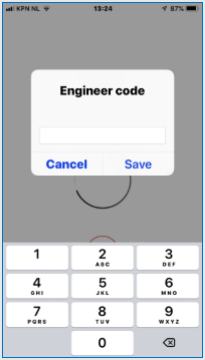 KPN NL 13:24 87%
Engineer code
Cancel Save
1 2 3
ABC DEF
4 5 6
GHI JKL MNO
7 8 9
PQRS TUV WXYZ
0